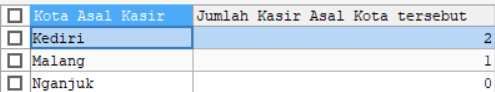 Kota Asal Kasir Jumlah Kasir Asal Kota tersebut
Kediri 2
Malang 1
Nganjuk 0